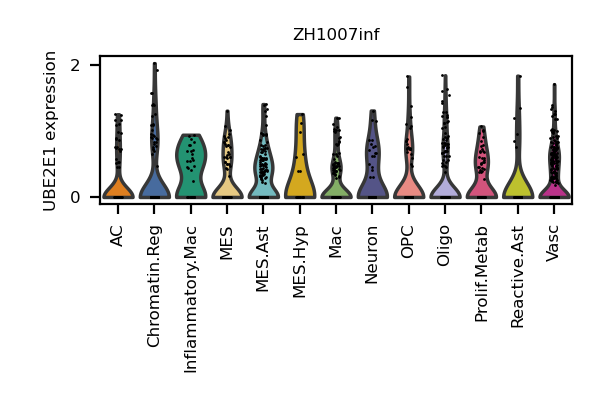 ZH1007inf
UBE2E1 expression
2
0
AC
Chromatin.Reg
Inflammatory.Mac
MES
MES.Ast
MES.Hyp
Mac
Neuron
OPC
Oligo
Prolif.Metab
Reactive.Ast
Vasc